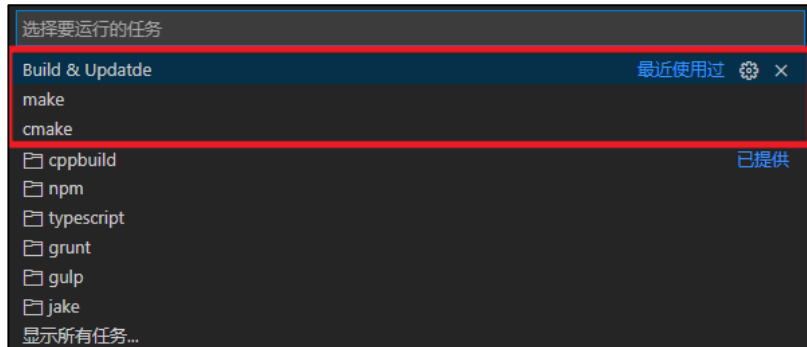 选择要运行的任务
Build & Updatde 最近使用过
make
cmake
cppbuild 已提供
npm
typescript
grunt
gulp
jake
显示所有任务...